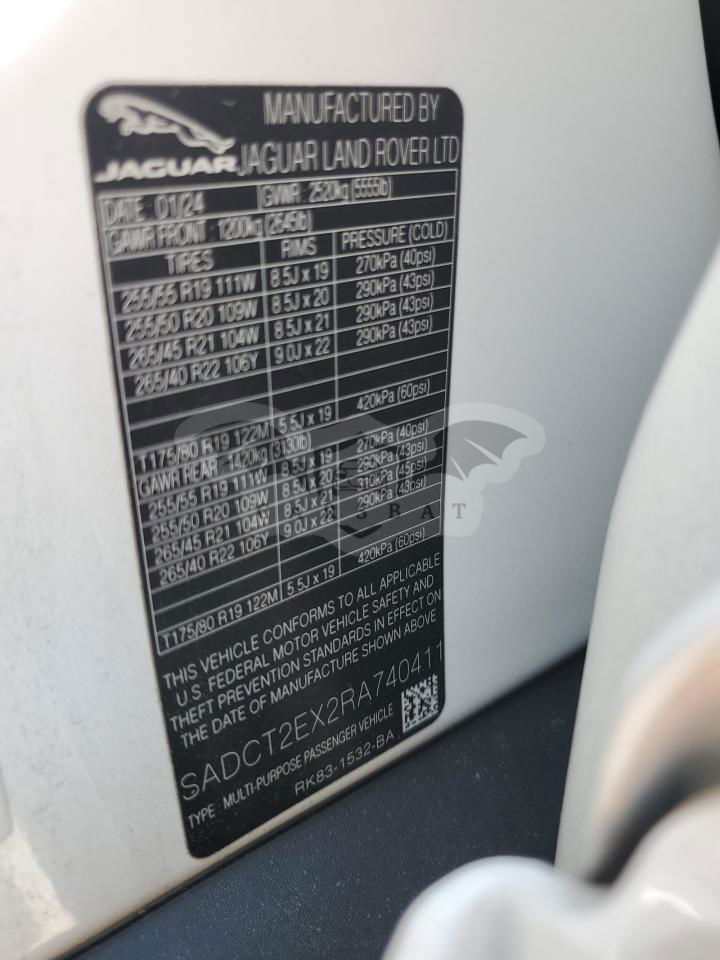 JAGUAR
MANUFACTURED BY
JAGUAR LAND ROVER LTD
DATE : 01/24 GVWR : 2520kg (5555lb)
GAWR FRONT : 1200kg (2645lb)
TIRES RIMS PRESSURE (COLD)
255/55 R19 111W 8.5J x 19 270kPa (40psi)
255/50 R20 109W 8.5J x 20 290kPa (43psi)
265/45 R21 104W 8.5J x 21 290kPa (43psi)
265/40 R22 106Y 9.0J x 22 290kPa (43psi)
T175/80 R19 122M 5.5J x 19 420kPa (60psi)
GAWR REAR : 1420kg (3130lb)
255/55 R19 111W 8.5J x 19 270kPa (40psi)
255/50 R20 109W 8.5J x 20 290kPa (43psi)
265/45 R21 104W 8.5J x 21 310kPa (45psi)
265/40 R22 106Y 9.0J x 22 290kPa (43psi)
T175/80 R19 122M 5.5J x 19 420kPa (60psi)
THIS VEHICLE CONFORMS TO ALL APPLICABLE
U.S. FEDERAL MOTOR VEHICLE SAFETY AND
THEFT PREVENTION STANDARDS IN EFFECT ON
THE DATE OF MANUFACTURE SHOWN ABOVE
SADCT2EX2RA740411
TYPE : MULTI-PURPOSE PASSENGER VEHICLE
RK83-1532-BA